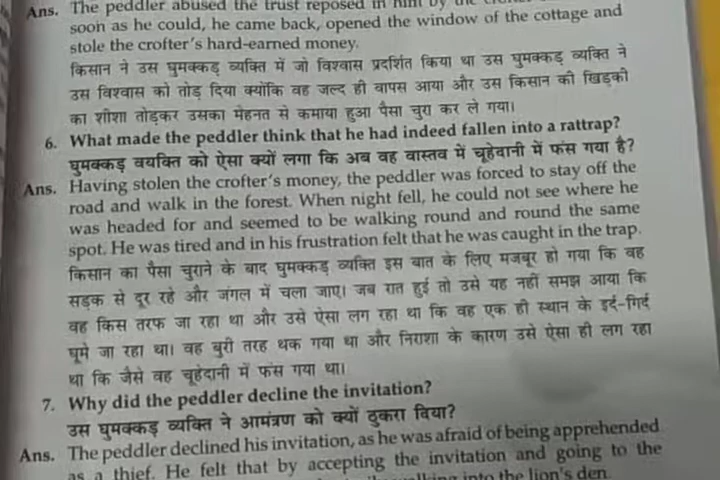 Ans. The peddler abused the trust reposed in him by the
soon as he could, he came back, opened the window of the cottage and
stole the crofter's hard-earned money.
किसान ने उस घुमक्कड़ व्यक्ति में जो विश्वास प्रदर्शित किया था उस घुमक्कड़ व्यक्ति ने
उस विश्वास को तोड़ दिया क्योंकि वह जल्द ही वापस आया और उस किसान की खिड़की
का शीशा तोड़कर उसका मेहनत से कमाया हुआ पैसा चुरा कर ले गया।
6. What made the peddler think that he had indeed fallen into a rattrap?
घुमक्कड़ वयक्ति को ऐसा क्यों लगा कि अब वह वास्तव में चूहेदानी में फंस गया है?
Ans. Having stolen the crofter's money, the peddler was forced to stay off the
road and walk in the forest. When night fell, he could not see where he
was headed for and seemed to be walking round and round the same
spot. He was tired and in his frustration felt that he was caught in the trap.
किसान का पैसा चुराने के बाद घुमक्कड़ व्यक्ति इस बात के लिए मजबूर हो गया कि वह
सड़क से दूर रहे और जंगल में चला जाए। जब रात हुई तो उसे यह नहीं समझ आया कि
वह किस तरफ जा रहा था और उसे ऐसा लग रहा था कि वह एक ही स्थान के इर्द-गिर्द
घूमे जा रहा था। वह बुरी तरह थक गया था और निराशा के कारण उसे ऐसा ही लग रहा
था कि जैसे वह चूहेदानी में फंस गया था।
7. Why did the peddler decline the invitation?
उस घुमक्कड़ व्यक्ति ने आमंत्रण को क्यों ठुकरा दिया?
Ans. The peddler declined his invitation, as he was afraid of being apprehended
as a thief. He felt that by accepting the invitation and going to the
walking into the lion's den